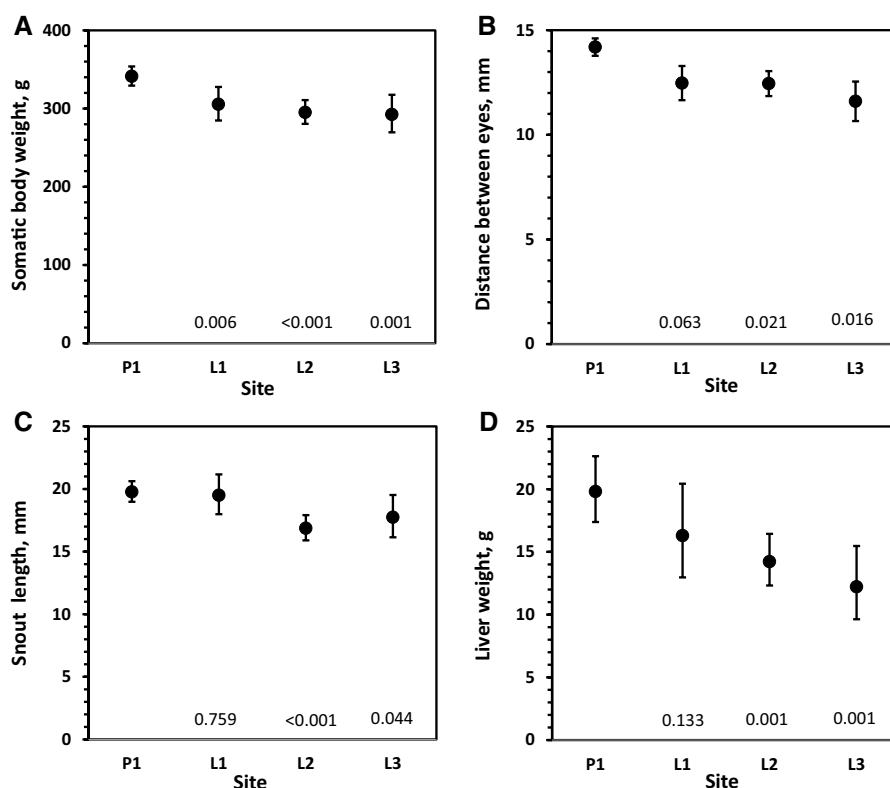 A
Somatic body weight, g
400
300
200
100
0
0.006 <0.001 0.001
P1 L1 L2 L3
Site
B
Distance between eyes, mm
15
10
5
0
0.063 0.021 0.016
P1 L1 L2 L3
Site
C
Snout length, mm
25
20
15
10
5
0
0.759 <0.001 0.044
P1 L1 L2 L3
Site
D
Liver weight, g
25
20
15
10
5
0
0.133 0.001 0.001
P1 L1 L2 L3
Site